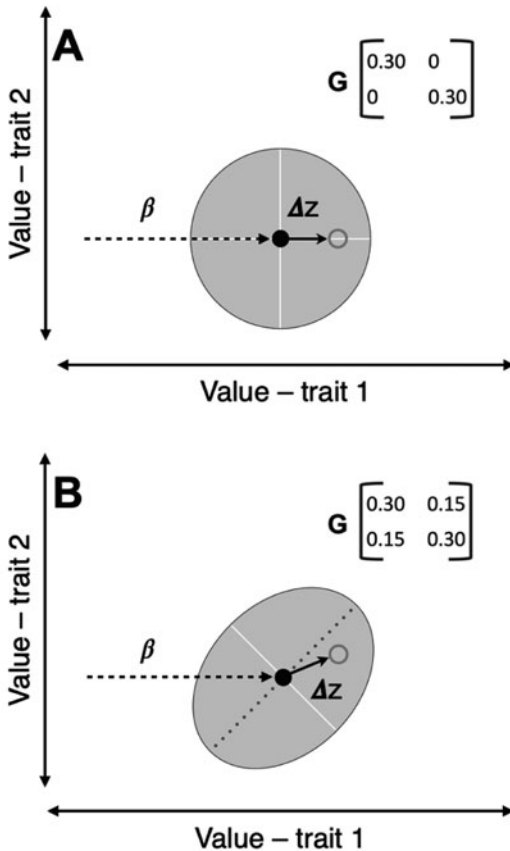 A
G
0.30 0
0 0.30
Value – trait 2
β
Δz
Value – trait 1
B
G
0.30 0.15
0.15 0.30
Value – trait 2
β
Δz
Value – trait 1